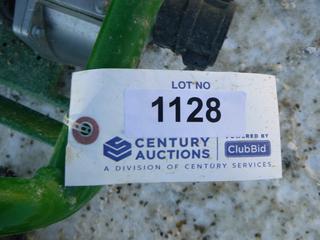 LOT NO
1128
CENTURY AUCTIONS
POWERED BY
ClubBid
A DIVISION OF CENTURY SERVICES